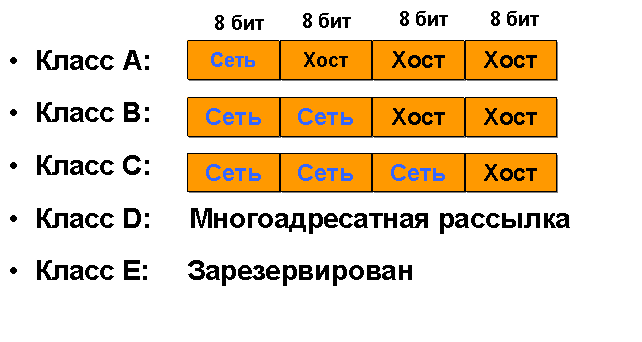 8 бит 8 бит 8 бит 8 бит
• Класс A: Сеть Хост Хост Хост
• Класс B: Сеть Сеть Хост Хост
• Класс C: Сеть Сеть Сеть Хост
• Класс D: Многоадресатная рассылка
• Класс E: Зарезервирован